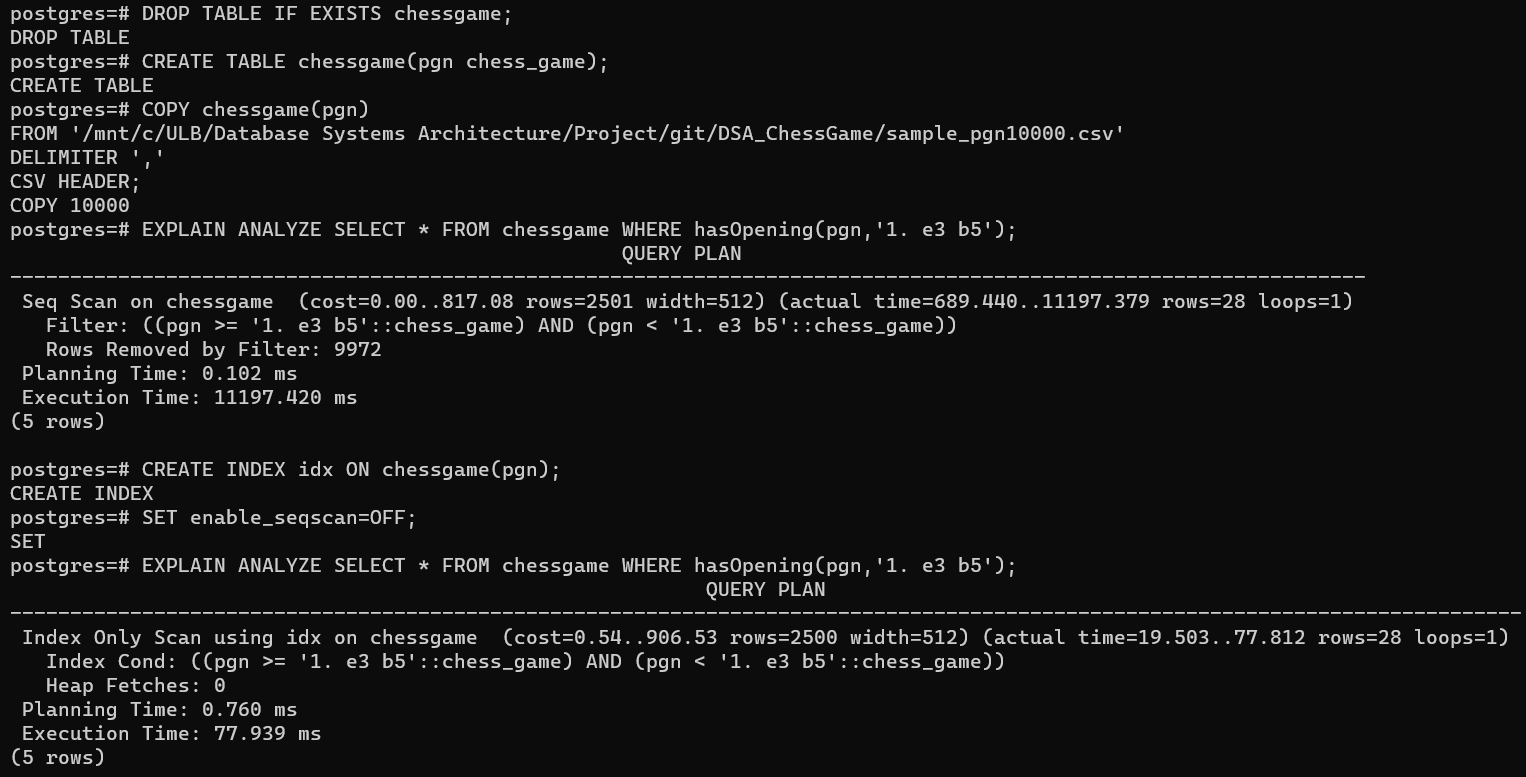 postgres=# DROP TABLE IF EXISTS chessgame;
DROP TABLE
postgres=# CREATE TABLE chessgame(pgn chess_game);
CREATE TABLE
postgres=# COPY chessgame(pgn)
FROM '/mnt/c/ULB/Database Systems Architecture/Project/git/DSA_ChessGame/sample_pgn10000.csv'
DELIMITER ','
CSV HEADER;
COPY 10000
postgres=# EXPLAIN ANALYZE SELECT * FROM chessgame WHERE hasOpening(pgn,'1. e3 b5');
QUERY PLAN
-----------------------------------------------------------------------------------------------------------------
Seq Scan on chessgame  (cost=0.00..817.08 rows=2501 width=512) (actual time=689.440..11197.379 rows=28 loops=1)
Filter: ((pgn >= '1. e3 b5'::chess_game) AND (pgn < '1. e3 b5'::chess_game))
Rows Removed by Filter: 9972
Planning Time: 0.102 ms
Execution Time: 11197.420 ms
(5 rows)
postgres=# CREATE INDEX idx ON chessgame(pgn);
CREATE INDEX
postgres=# SET enable_seqscan=OFF;
SET
postgres=# EXPLAIN ANALYZE SELECT * FROM chessgame WHERE hasOpening(pgn,'1. e3 b5');
QUERY PLAN
------------------------------------------------------------------------------------------------------------------------------
Index Only Scan using idx on chessgame  (cost=0.54..906.53 rows=2500 width=512) (actual time=19.503..77.812 rows=28 loops=1)
Index Cond: ((pgn >= '1. e3 b5'::chess_game) AND (pgn < '1. e3 b5'::chess_game))
Heap Fetches: 0
Planning Time: 0.760 ms
Execution Time: 77.939 ms
(5 rows)